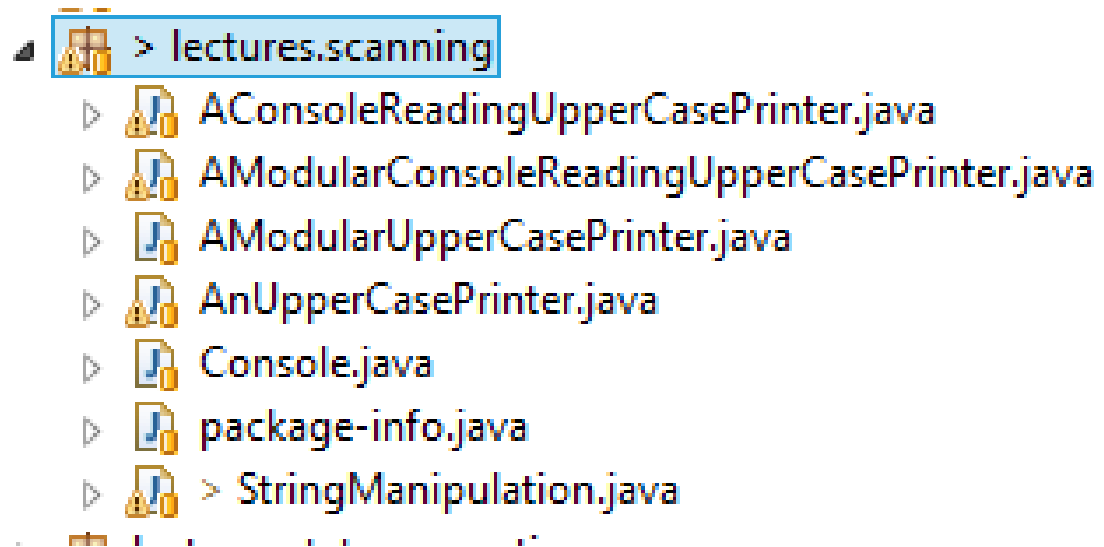 > lectures.scanning
AConsoleReadingUpperCasePrinter.java
AModularConsoleReadingUpperCasePrinter.java
AModularUpperCasePrinter.java
AnUpperCasePrinter.java
Console.java
package-info.java
> StringManipulation.java